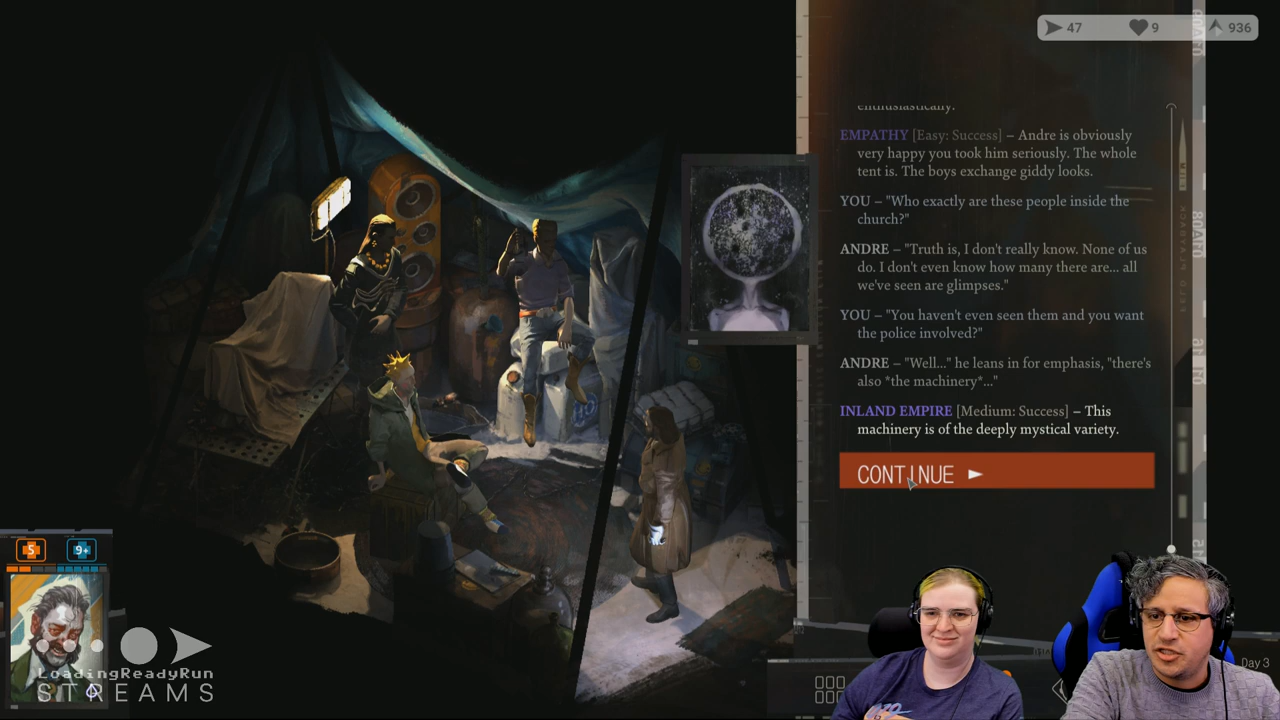 47
9
936
enthusiastically.
EMPATHY [Easy: Success] – Andre is obviously
very happy you took him seriously. The whole
tent is. The boys exchange giddy looks.
YOU – "Who exactly are these people inside the
church?"
ANDRE – "Truth is, I don't really know. None of us
do. I don't even know how many there are... all
we've seen are glimpses."
YOU – "You haven't even seen them and you want
the police involved?"
ANDRE – "Well..." he leans in for emphasis, "there's
also *the machinery*..."
INLAND EMPIRE [Medium: Success] – This
machinery is of the deeply mystical variety.
CONTINUE
5
9+
LoadingReadyRun
STREAMS
Day 3